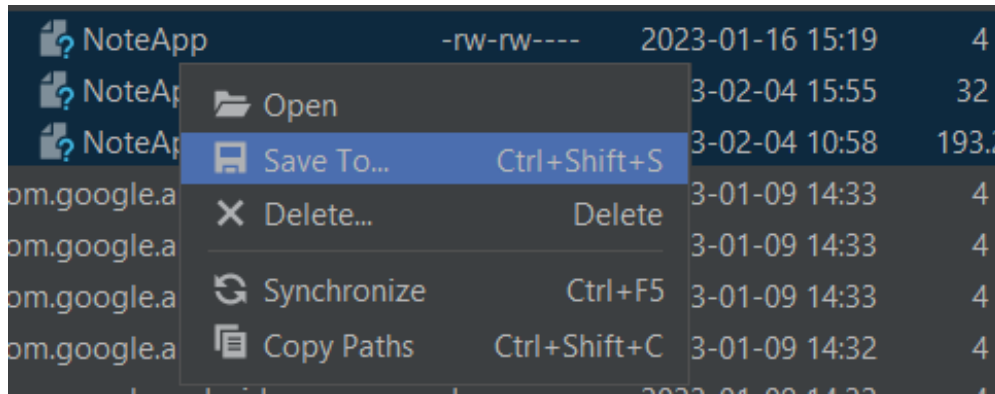 NoteApp -rw-rw---- 2023-01-16 15:19 4
NoteAp 3-02-04 15:55 32
NoteAp 3-02-04 10:58 193.2
Open
Save To... Ctrl+Shift+S
Delete... Delete
Synchronize Ctrl+F5
Copy Paths Ctrl+Shift+C
om.google.a 3-01-09 14:33 4
om.google.a 3-01-09 14:33 4
om.google.a 3-01-09 14:33 4
om.google.a 3-01-09 14:32 4